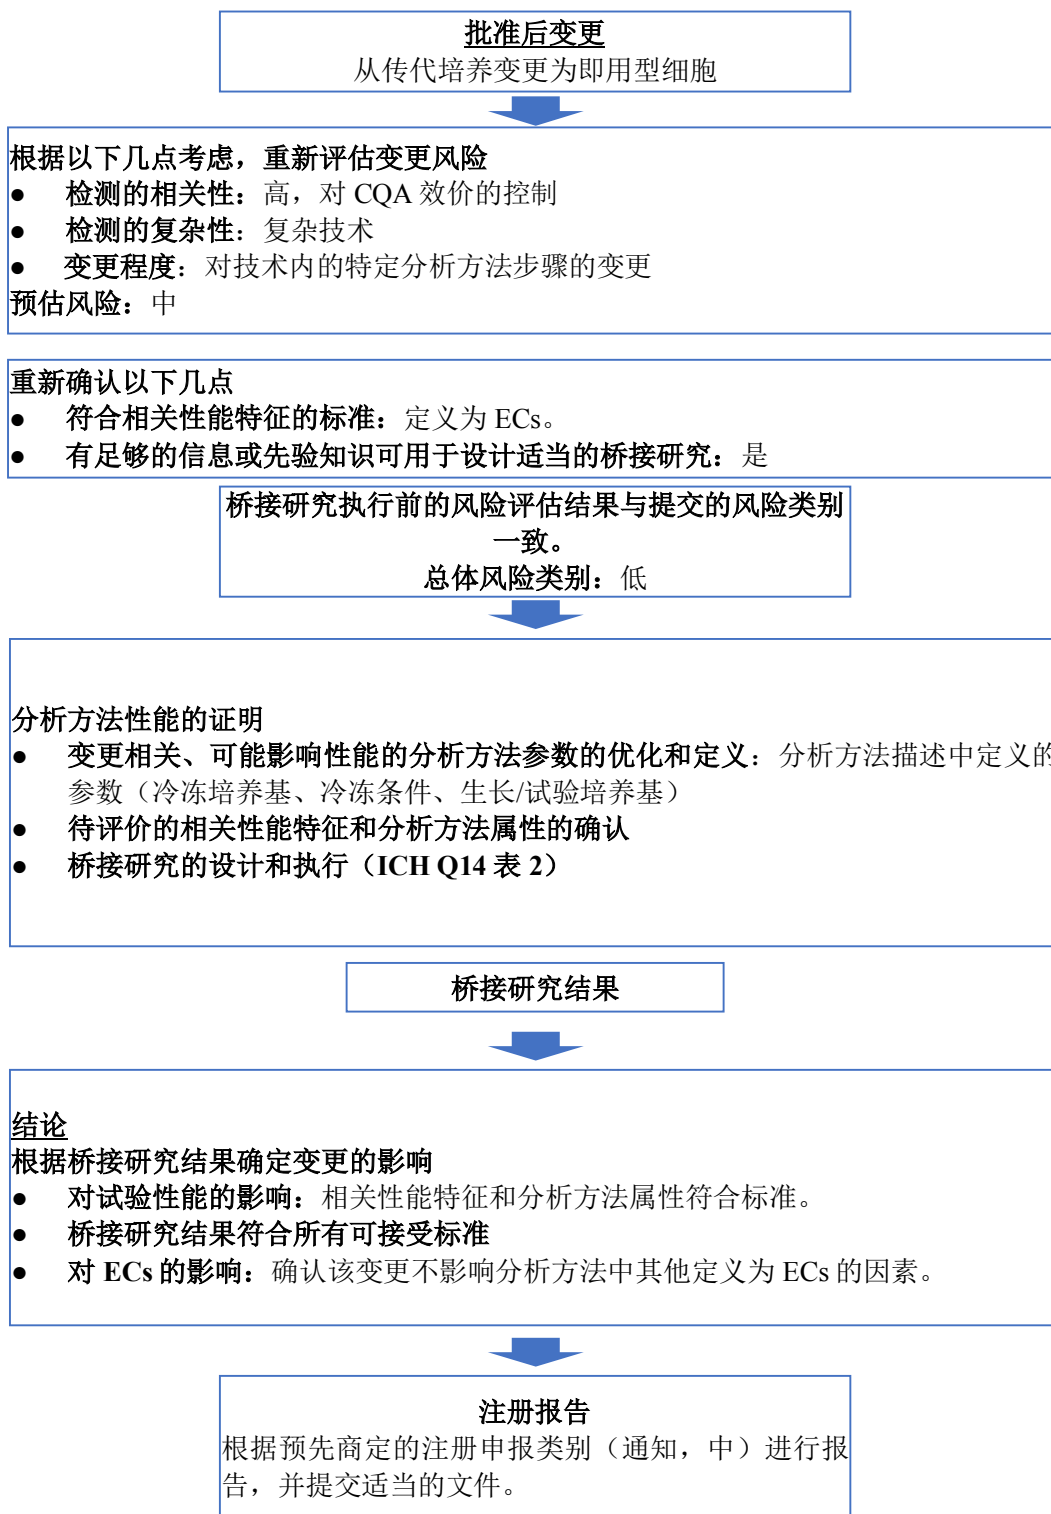 批准后变更
从传代培养变更为即用型细胞
根据以下几点考虑，重新评估变更风险
● 检测的相关性：高，对 CQA 效价的控制
● 检测的复杂性：复杂技术
● 变更程度：对技术内的特定分析方法步骤的变更
预估风险：中
重新确认以下几点
● 符合相关性能特征的标准：定义为 ECs。
● 有足够的信息或先验知识可用于设计适当的桥接研究：是
桥接研究执行前的风险评估结果与提交的风险类别
一致。
总体风险类别：低
分析方法性能的证明
● 变更相关、可能影响性能的分析方法参数的优化和定义：分析方法描述中定义的
参数（冷冻培养基、冷冻条件、生长/试验培养基）
● 待评价的相关性能特征和分析方法属性的确认
● 桥接研究的设计和执行（ICH Q14 表 2）
桥接研究结果
结论
根据桥接研究结果确定变更的影响
● 对试验性能的影响：相关性能特征和分析方法属性符合标准。
● 桥接研究结果符合所有可接受标准
● 对 ECs 的影响：确认该变更不影响分析方法中其他定义为 ECs 的因素。
注册报告
根据预先商定的注册申报类别（通知，中）进行报
告，并提交适当的文件。